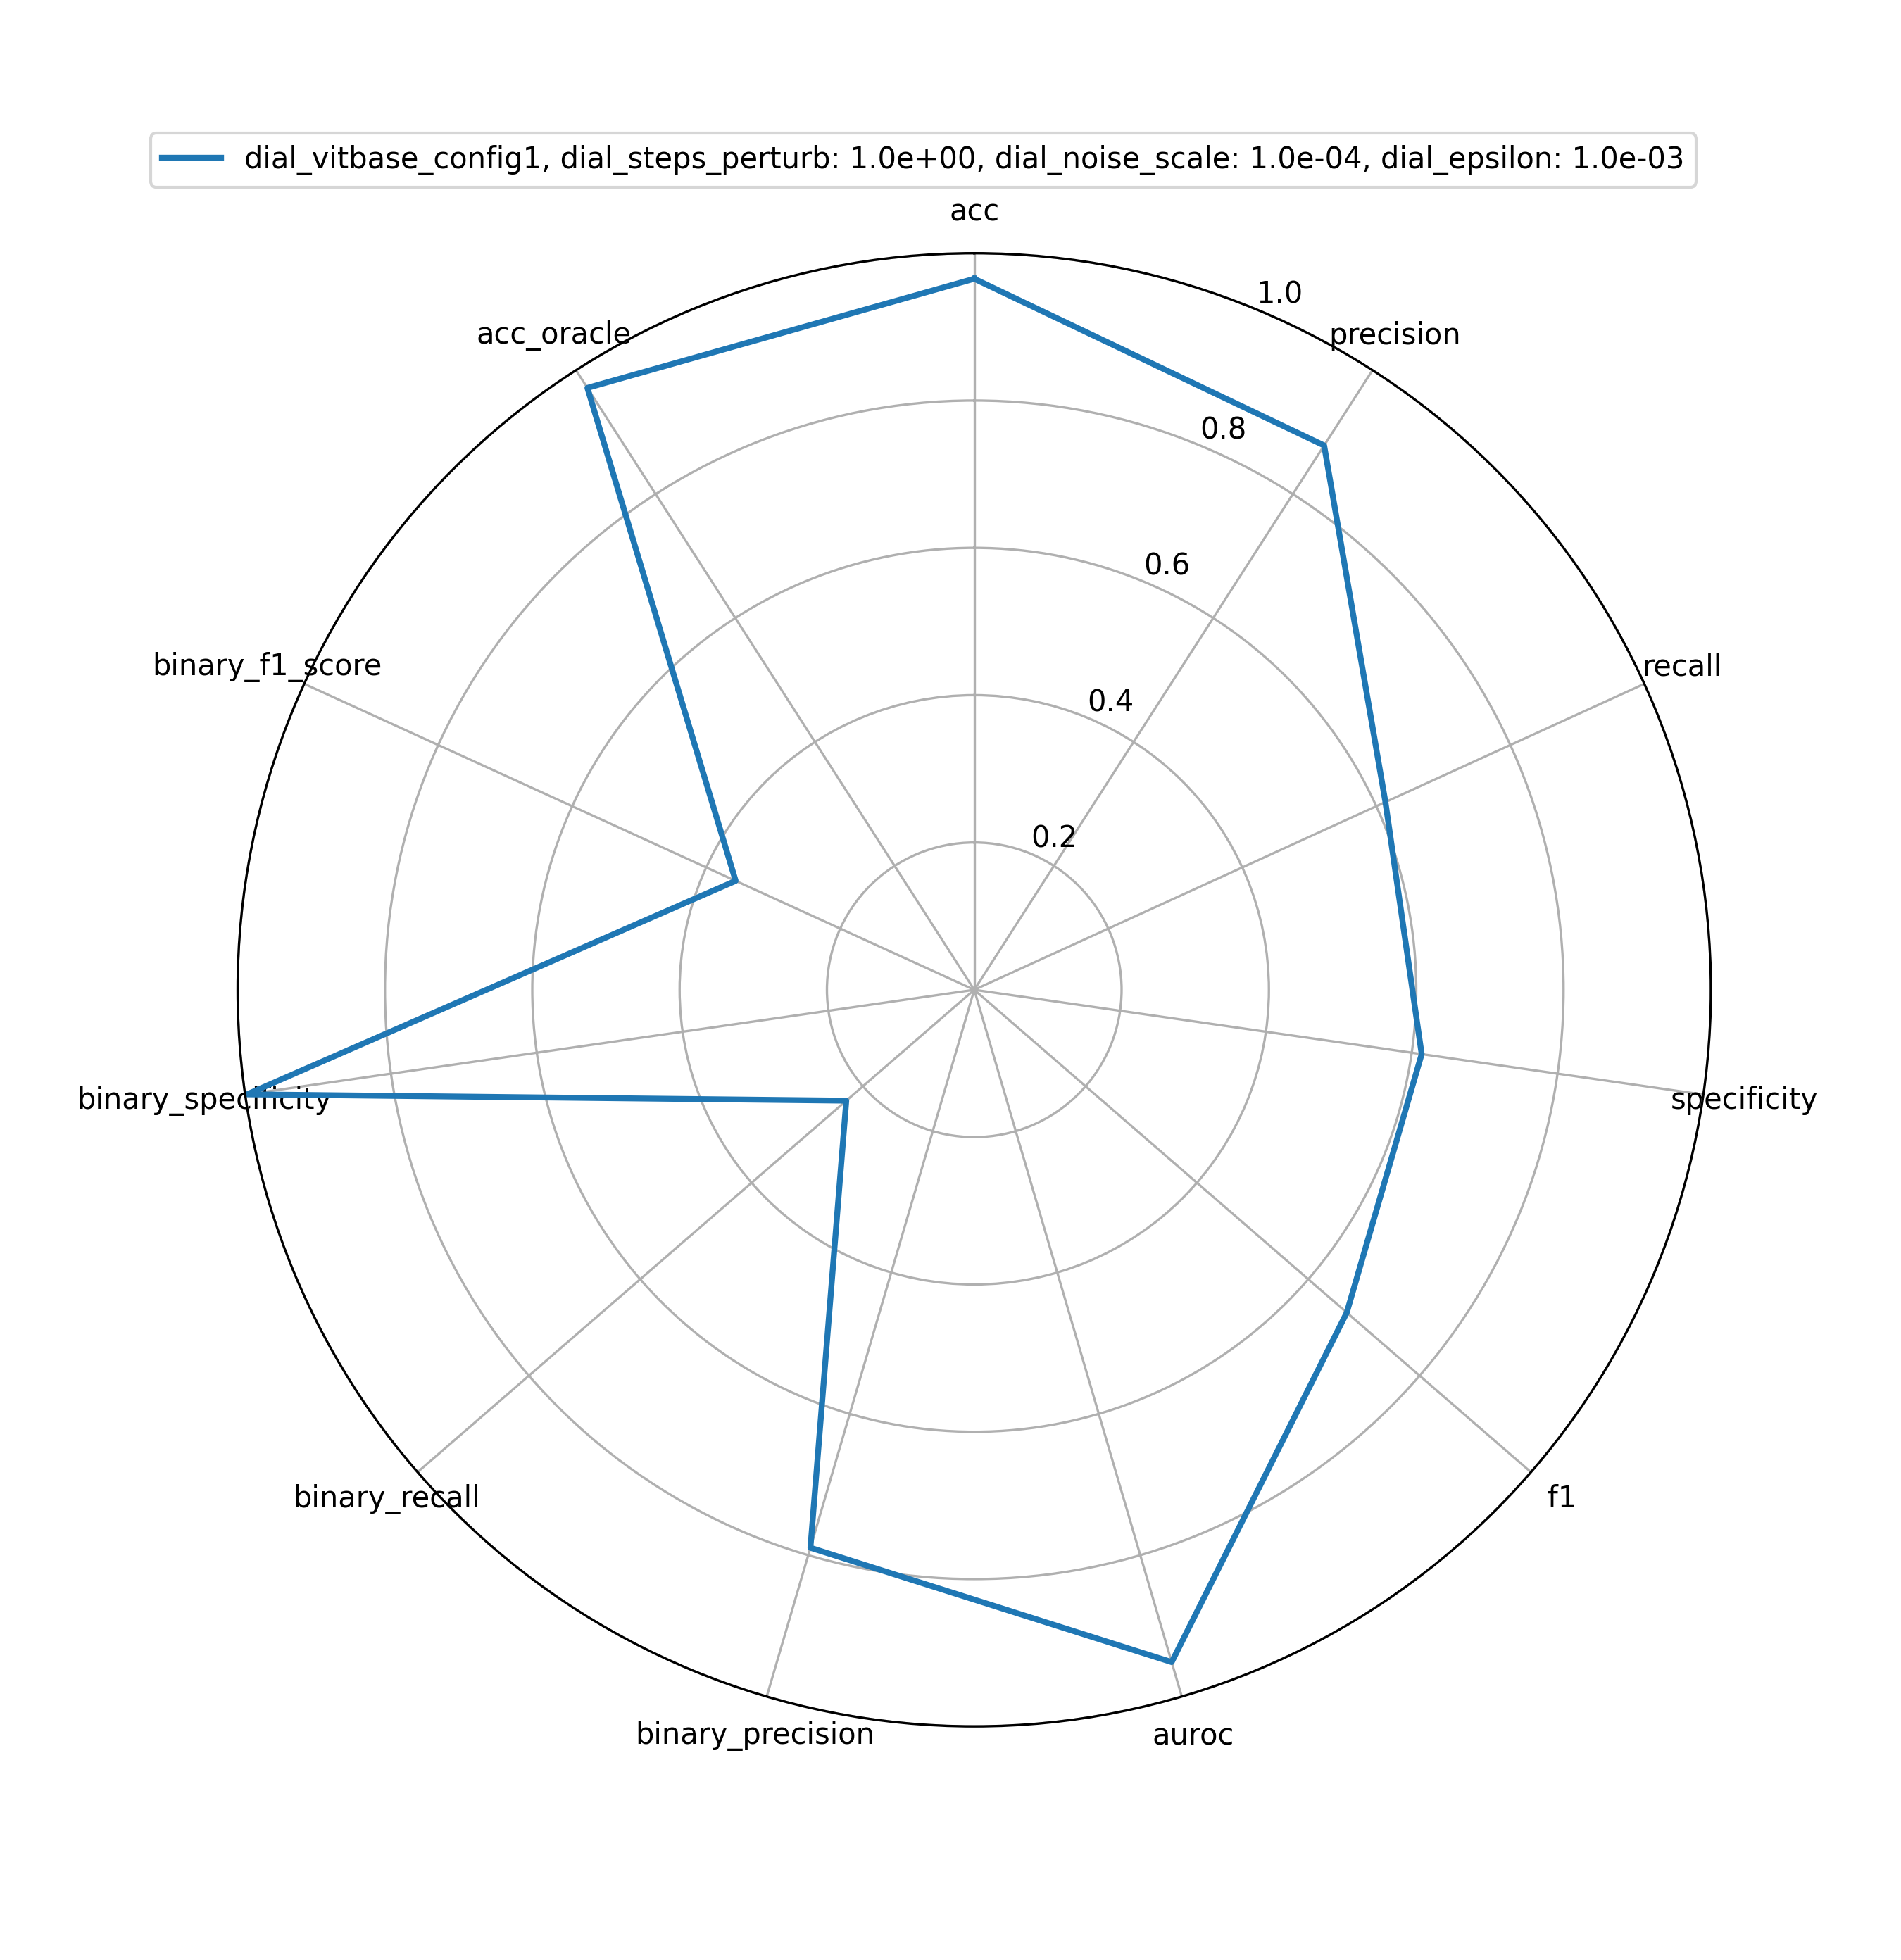 dial_vitbase_config1, dial_steps_perturb: 1.0e+00, dial_noise_scale: 1.0e-04, dial_epsilon: 1.0e-03
acc
1.0
acc_oracle
precision
0.8
0.6
binary_f1_score
recall
0.4
0.2
binary_specificity
specificity
binary_recall
f1
binary_precision
auroc